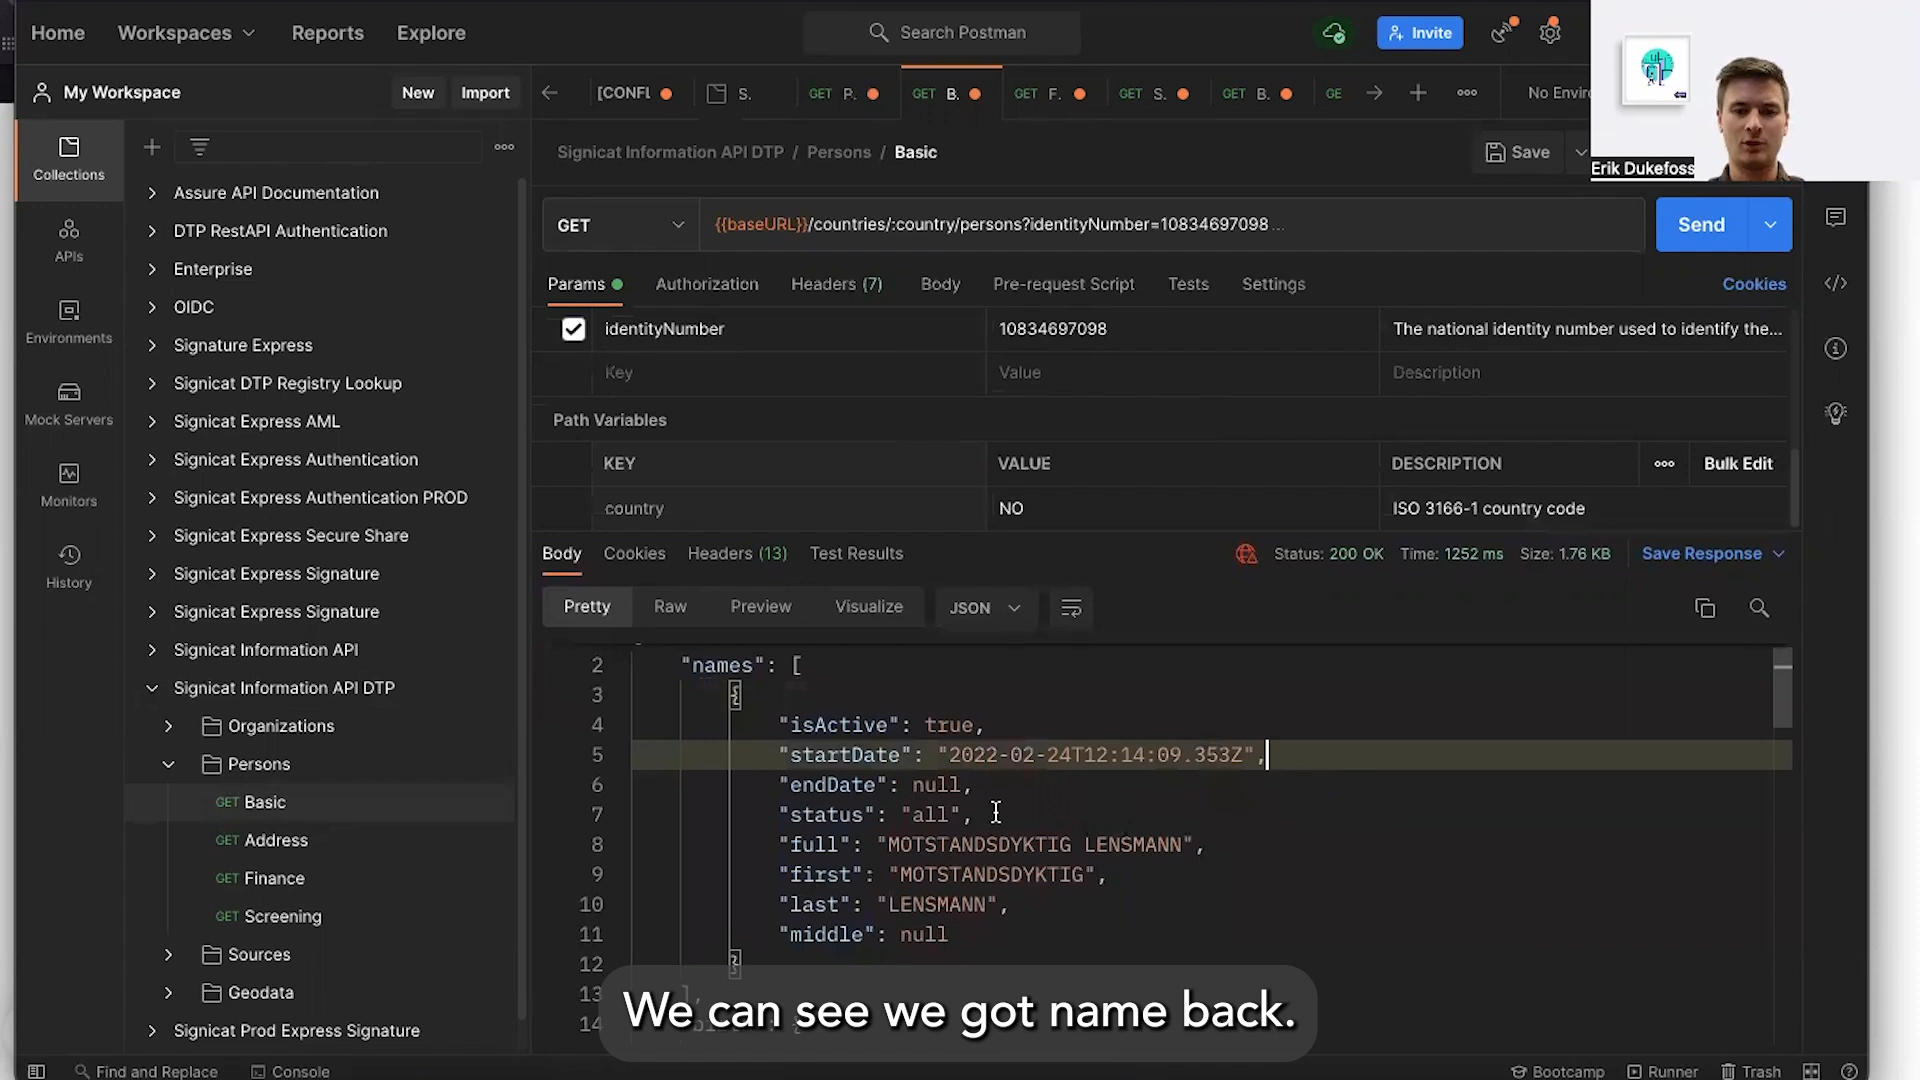 Home
Workspaces
Reports
Explore
Search Postman
Invite
My Workspace
New
Import
[CONFL
S.
GET P.
GET B.
GET F.
GET S.
GET B.
GE
No Enviro
Erik Dukefoss
Collections
APIs
Environments
Mock Servers
Monitors
History
Assure API Documentation
DTP RestAPI Authentication
Enterprise
OIDC
Signature Express
Signicat DTP Registry Lookup
Signicat Express AML
Signicat Express Authentication
Signicat Express Authentication PROD
Signicat Express Secure Share
Signicat Express Signature
Signicat Express Signature
Signicat Information API
Signicat Information API DTP
Organizations
Persons
GET Basic
GET Address
GET Finance
GET Screening
Sources
Geodata
Signicat Prod Express Signature
Signicat Information API DTP / Persons / Basic
Save
GET
{{baseURL}}/countries/:country/persons?identityNumber=10834697098 ...
Send
Params
Authorization
Headers (7)
Body
Pre-request Script
Tests
Settings
Cookies
identityNumber
10834697098
The national identity number used to identify the...
Key
Value
Description
Path Variables
KEY
VALUE
DESCRIPTION
Bulk Edit
country
NO
ISO 3166-1 country code
Body
Cookies
Headers (13)
Test Results
Status: 200 OK
Time: 1252 ms
Size: 1.76 KB
Save Response
Pretty
Raw
Preview
Visualize
JSON
2 "names": [
3 {
4 "isActive": true,
5 "startDate": "2022-02-24T12:14:09.353Z",
6 "endDate": null,
7 "status": "all",
8 "full": "MOTSTANDSDYKTIG LENSMANN",
9 "first": "MOTSTANDSDYKTIG",
10 "last": "LENSMANN",
11 "middle": null
12 }
13 ],
14
We can see we got name back.
Find and Replace
Console
Bootcamp
Runner
Trash